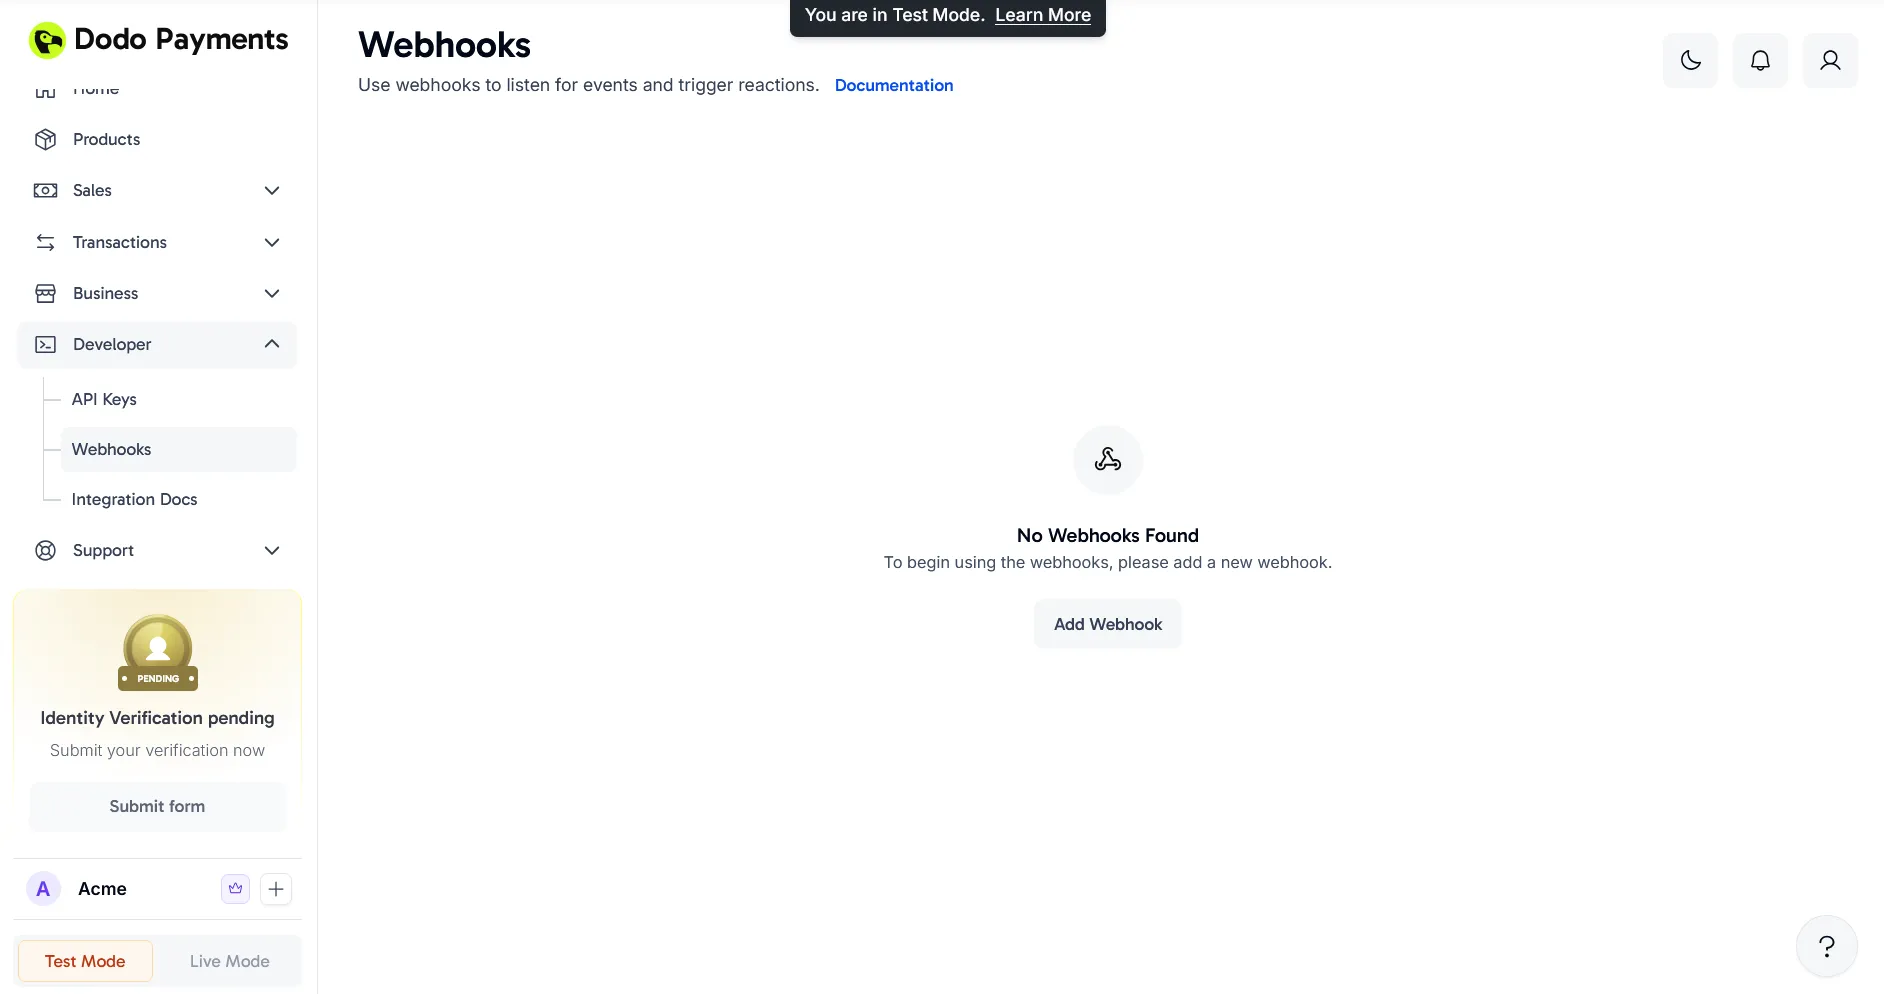 You are in Test Mode. Learn More
Dodo Payments
Home
Products
Sales
Transactions
Business
Developer
API Keys
Webhooks
Integration Docs
Support
PENDING
Identity Verification pending
Submit your verification now
Submit form
A Acme
Test Mode Live Mode
Webhooks
Use webhooks to listen for events and trigger reactions. Documentation
No Webhooks Found
To begin using the webhooks, please add a new webhook.
Add Webhook
?